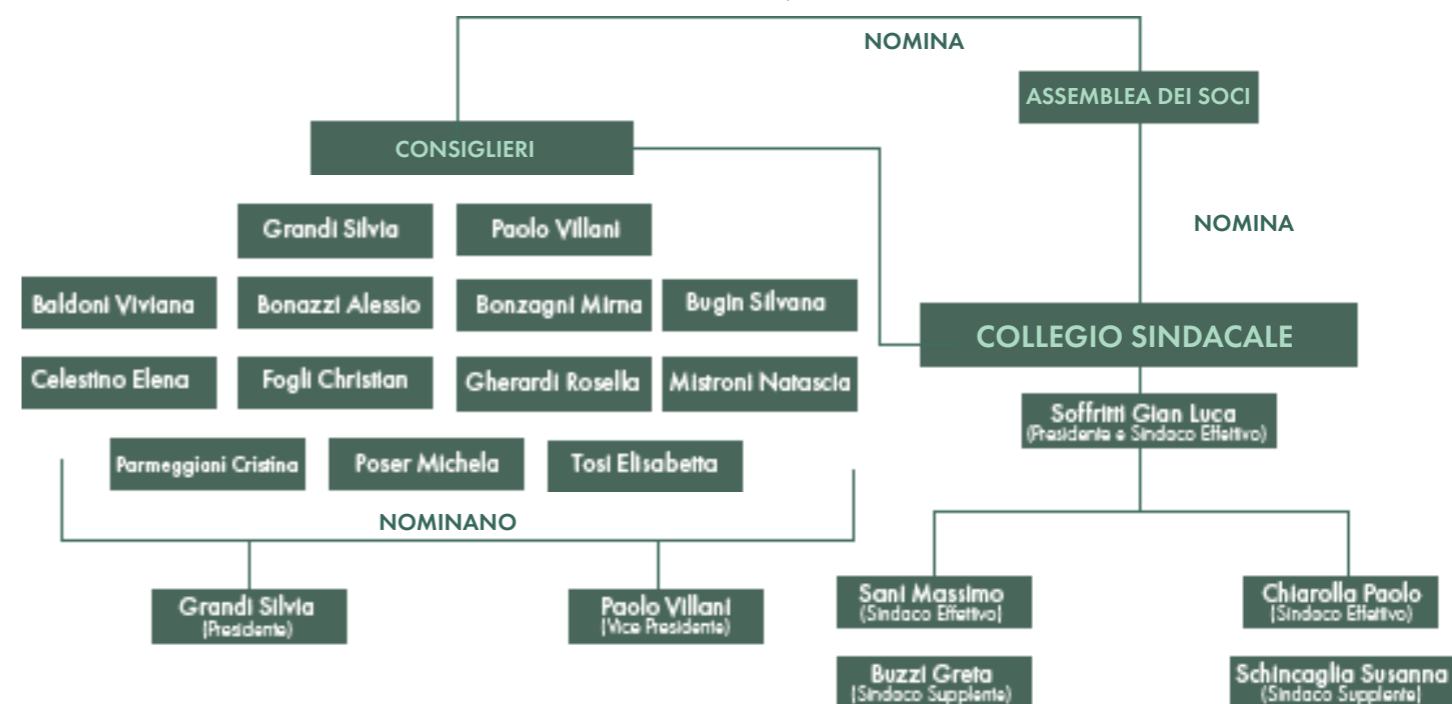 NOMINA
ASSEMBLEA DEI SOCI
CONSIGLIERI
NOMINA
Grandi Silvia
Paolo Villani
Baldoni Viviana
Bonazzi Alessio
Bonzagni Mirna
Bugin Silvana
COLLEGIO SINDACALE
Celestino Elena
Fogli Christian
Gherardi Rosella
Mistroni Natascia
Soffritti Gian Luca
(Presidente e Sindaco Effettivo)
Parmeggiani Cristina
Poser Michela
Tosi Elisabetta
NOMINANO
Grandi Silvia
(Presidente)
Paolo Villani
(Vice Presidente)
Sani Massimo
(Sindaco Effettivo)
Chiarolla Paolo
(Sindaco Effettivo)
Buzzi Greta
(Sindaco Supplente)
Schincaglia Susanna
(Sindaco Supplente)